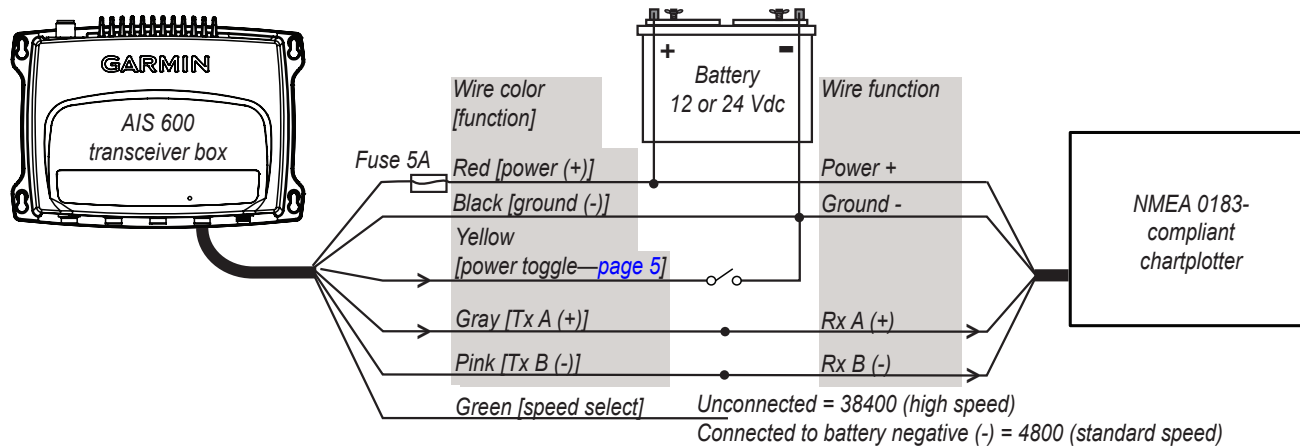 GARMIN
AIS 600
transceiver box
+
-
Battery
12 or 24 Vdc
Wire color
[function]
Wire function
Fuse 5A
Red [power (+)]
Power +
Black [ground (-)]
Ground -
Yellow
[power toggle—page 5]
Gray [Tx A (+)]
Rx A (+)
Pink [Tx B (-)]
Rx B (-)
Green [speed select]
Unconnected = 38400 (high speed)
Connected to battery negative (-) = 4800 (standard speed)
NMEA 0183-
compliant
chartplotter